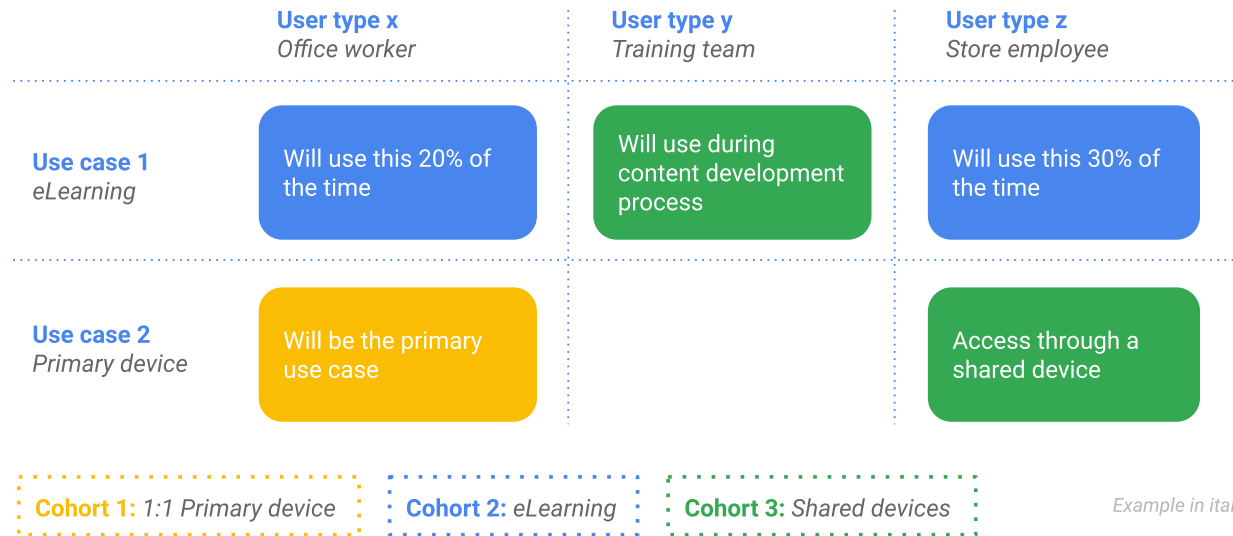 User type x
Office worker
User type y
Training team
User type z
Store employee
Use case 1
eLearning
Will use this 20% of
the time
Will use during
content development
process
Will use this 30% of
the time
Use case 2
Primary device
Will be the primary
use case
Access through a
shared device
Cohort 1: 1:1 Primary device
Cohort 2: eLearning
Cohort 3: Shared devices
Example in